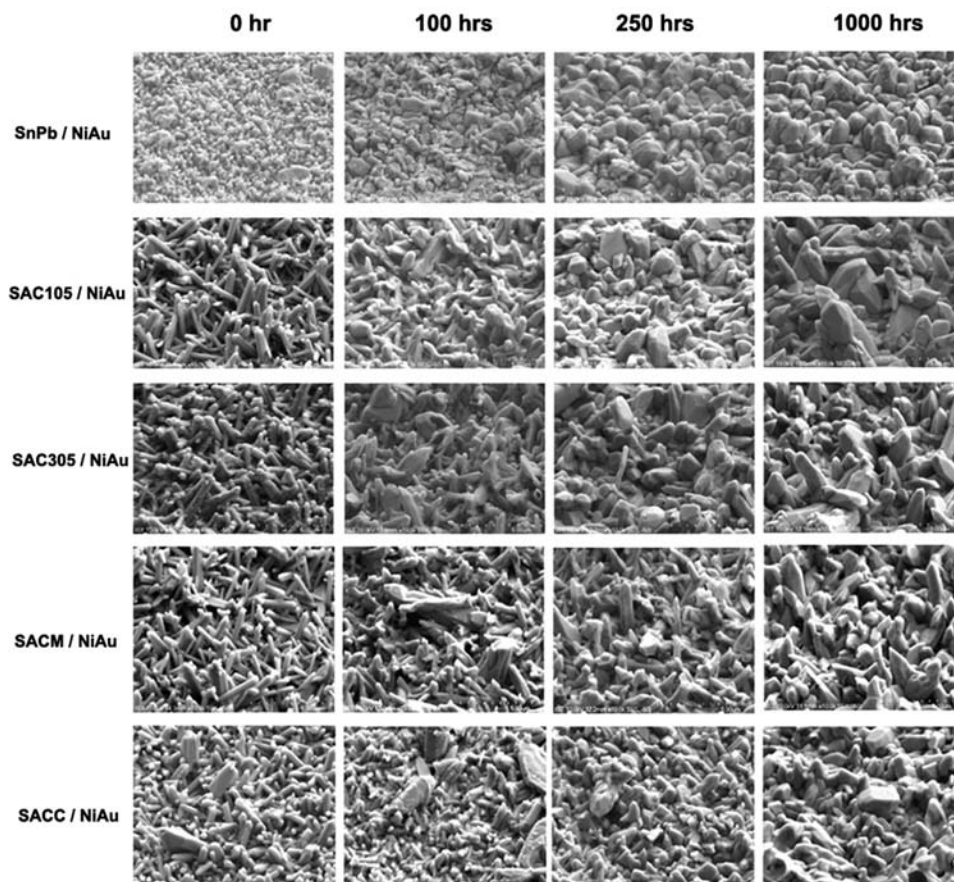 0 hr 100 hrs 250 hrs 1000 hrs
SnPb / NiAu
SAC105 / NiAu
SAC305 / NiAu
SACM / NiAu
SACC / NiAu